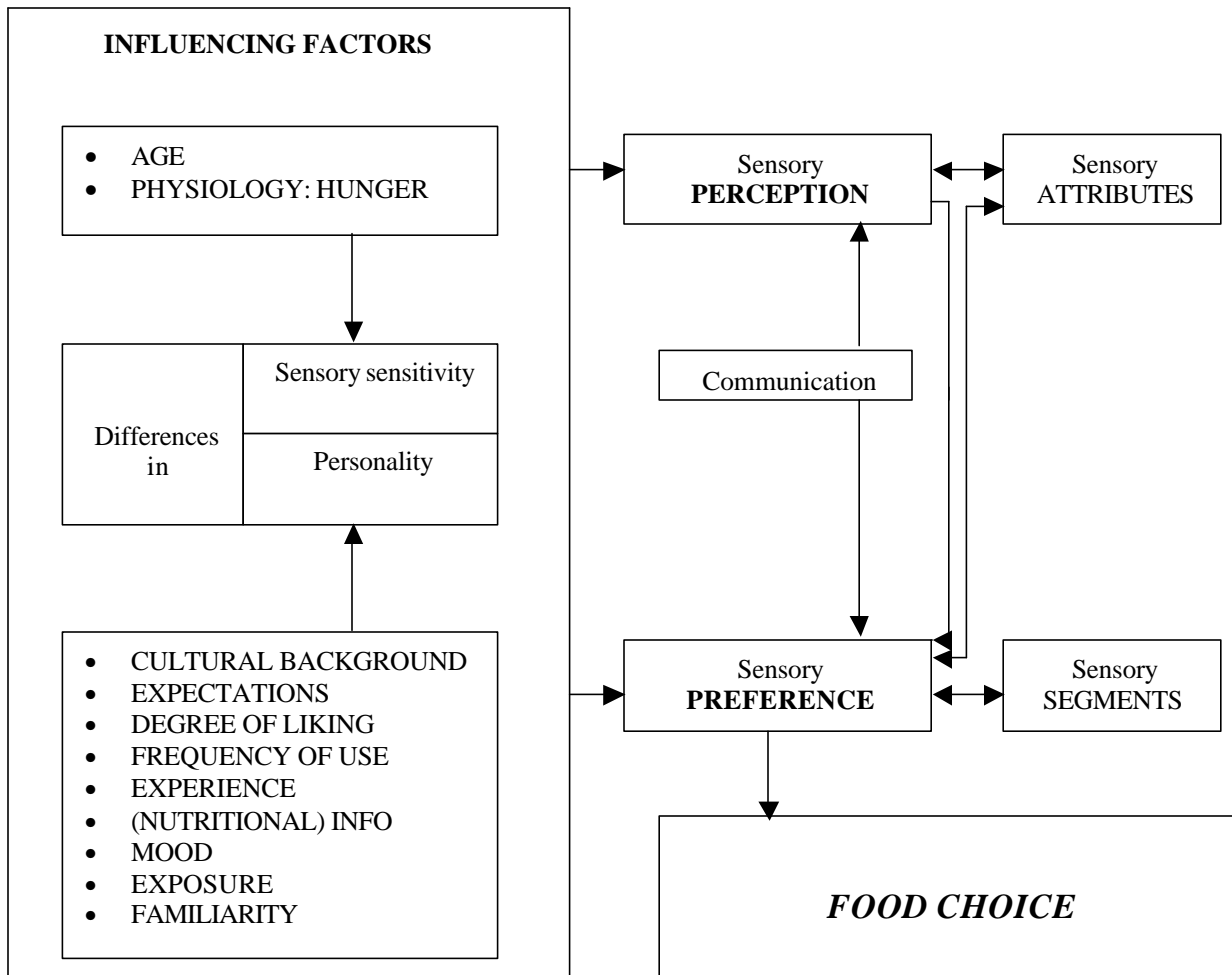 INFLUENCING FACTORS
• AGE
• PHYSIOLOGY: HUNGER
Differences
in
Sensory sensitivity
Personality
• CULTURAL BACKGROUND
• EXPECTATIONS
• DEGREE OF LIKING
• FREQUENCY OF USE
• EXPERIENCE
• (NUTRITIONAL) INFO
• MOOD
• EXPOSURE
• FAMILIARITY
Sensory
PERCEPTION
Sensory
ATTRIBUTES
Communication
Sensory
PREFERENCE
Sensory
SEGMENTS
FOOD CHOICE